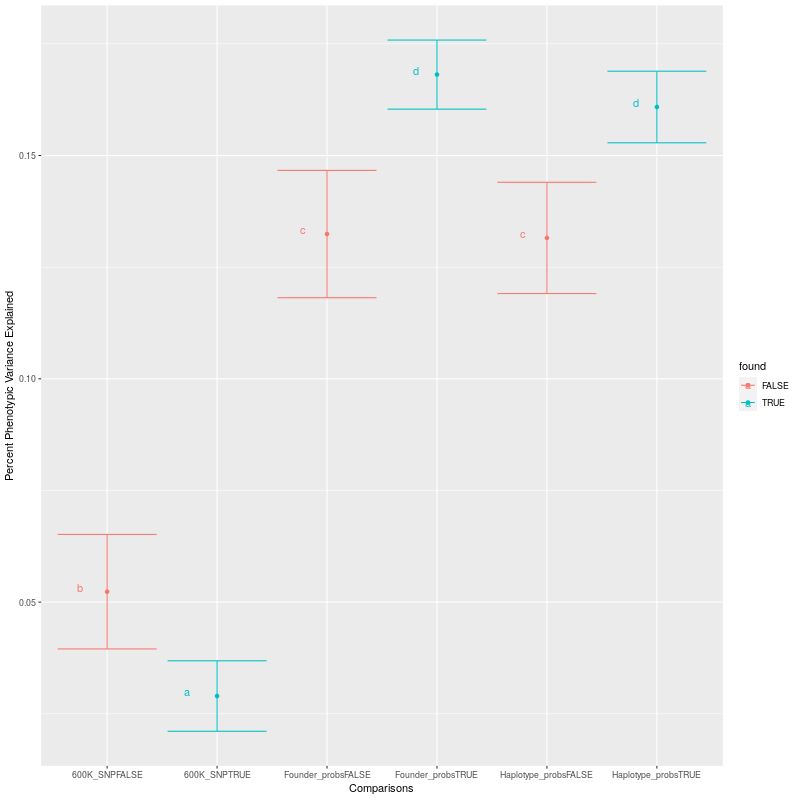 Percent Phenotypic Variance Explained
0.15
0.10
0.05
d
d
c
c
b
a
600K_SNPFALSE
600K_SNPTRUE
Founder_probsFALSE
Founder_probsTRUE
Haplotype_probsFALSE
Haplotype_probsTRUE
Comparisons
found
a FALSE
a TRUE